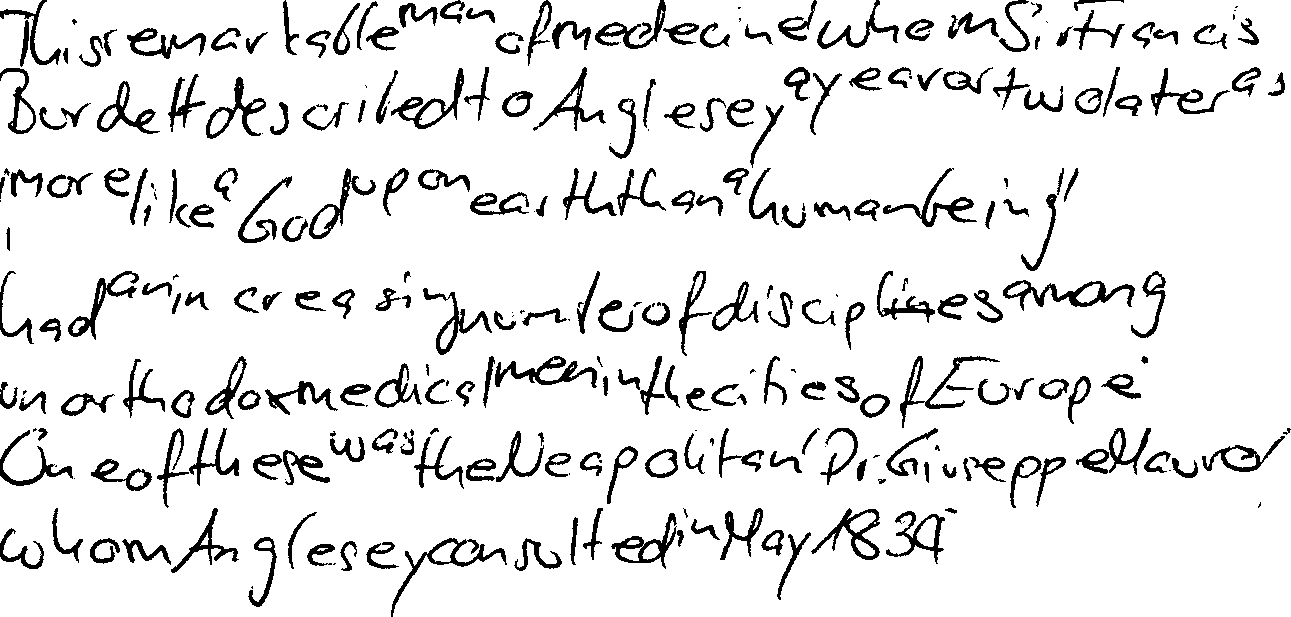 This remarkable man of medecine whom Sir Francis
Burdett described to Anglesey a year or two later as
'more like a God upon earth than a human being'
had an increasing number of disciplines among
unorthodox medical men in the cities of Europe.
One of these was the Neapolitan, Dr. Giuseppe Mauro,
whom Anglesey consulted in May 1834